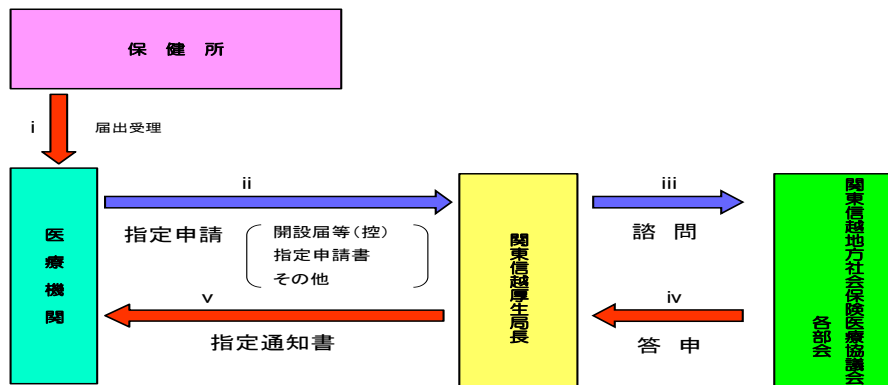 保健所
i
届出受理
ii
iii
指定申請
開設届等（控）
指定申請書
その他
諮問
医療機関
関東信越厚生局長
関東信越地方社会保険医療協議会
各部会
v
iv
指定通知書
答申